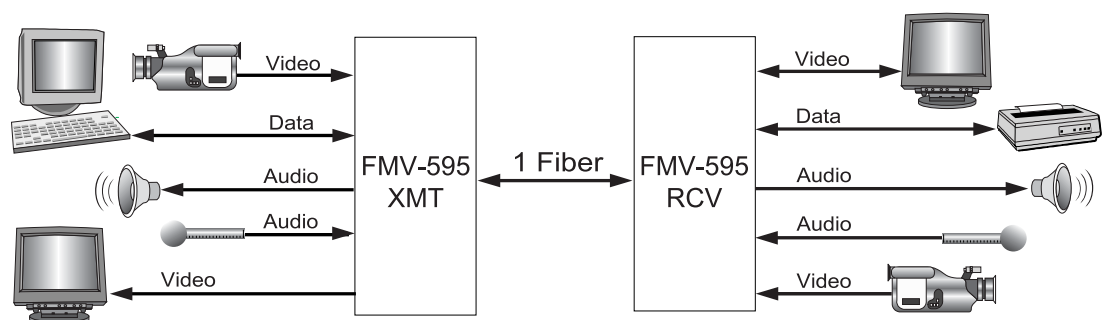 Video
Data
Audio
Audio
Video
FMV-595
XMT
1 Fiber
FMV-595
RCV
Video
Data
Audio
Audio
Video